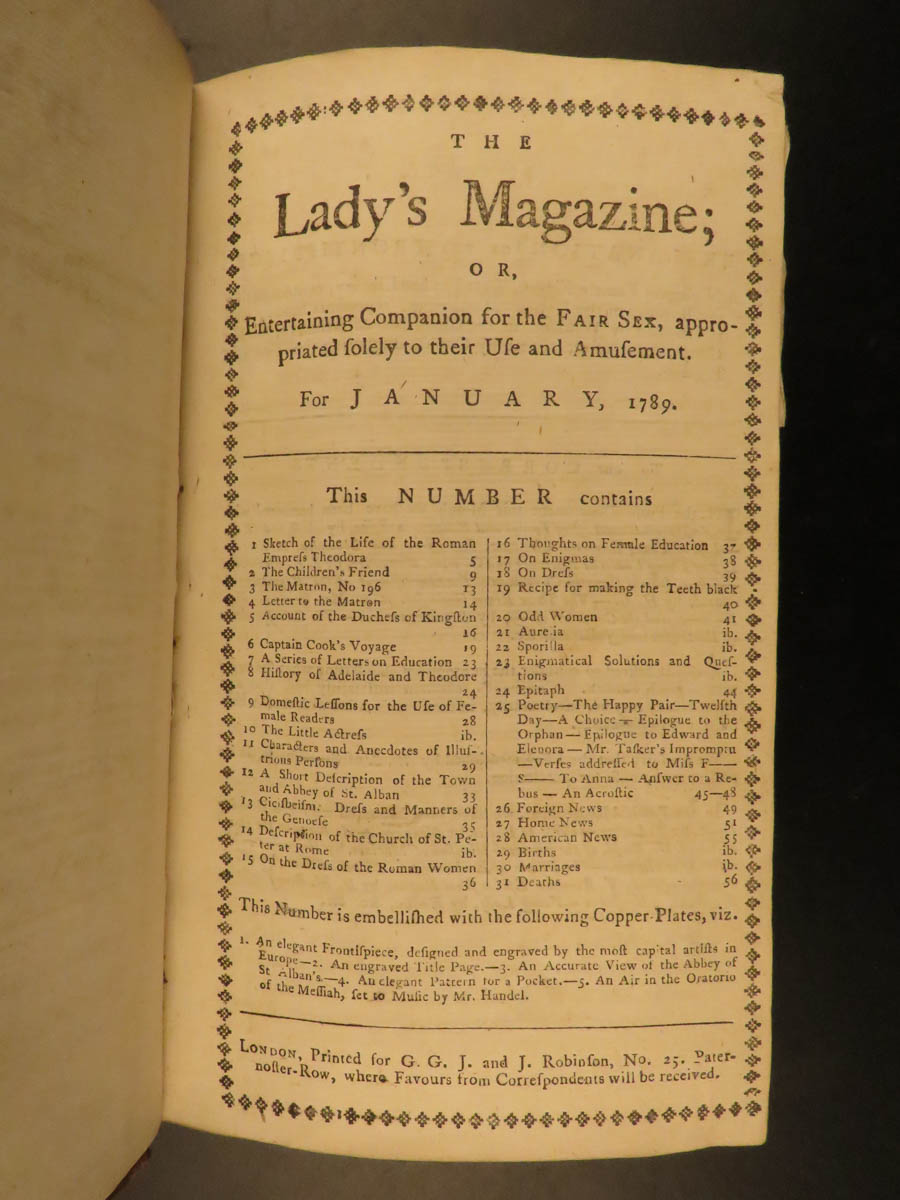 THE
Lady's Magazine;
OR,
Entertaining Companion for the FAIR SEX, appro-
priated ſolely to their Uſe and Amuſement.
For JANUARY, 1789.
This NUMBER contains
1 Sketch of the Life of the Roman
Empreſs Theodora 5
2 The Children's Friend 9
3 The Matron, No 196 13
4 Letter to the Matron 14
5 Account of the Ducheſs of Kingſton
16
6 Captain Cook's Voyage 19
7 A Series of Letters on Education 23
8 Hiſtory of Adelaide and Theodore
24
9 Domeſtic Leſſons for the Uſe of Fe-
male Readers 28
10 The Little Actreſs ib.
11 Characters and Anecdotes of Illuſ-
trious Perſons 29
12 A Short Deſcription of the Town
and Abbey of St. Alban 33
13 Ciciſbeiſm. Dreſs and Manners of
the Genoeſe 35
14 Deſcription of the Church of St. Pe-
ter at Rome ib.
15 On the Dreſs of the Roman Women
36
16 Thoughts on Female Education 37
17 On Enigmas 38
18 On Dreſs 39
19 Recipe for making the Teeth black
40
20 Odd Women 41
21 Aurelia ib.
22 Sporilla ib.
23 Enigmatical Solutions and Queſ-
tions ib.
24 Epitaph 44
25 Poetry—The Happy Pair—Twelfth
Day—A Choice—Epilogue to the
Orphan—Epilogue to Edward and
Eleonora—Mr. Taſker's Impromptu
—Verſes addreſſed to Miſs F——
S—— To Anna—Anſwer to a Re-
bus—An Acroſtic 45—48
26 Foreign News 49
27 Home News 51
28 American News 55
29 Births ib.
30 Marriages ib.
31 Deaths 56
This Number is embelliſhed with the following Copper-Plates, viz.
1. An elegant Frontiſpiece, deſigned and engraved by the moſt capital artiſts in
Europe—2. An engraved Title Page.—3. An Accurate View of the Abbey of
St Alban's.—4. An elegant Pattern for a Pocket.—5. An Air in the Oratorio
of the Meſſiah, ſet to Muſic by Mr. Handel.
LONDON, Printed for G. G. J. and J. Robinſon, No. 25. Pater-
noſter-Row, where Favours from Correſpondents will be received.